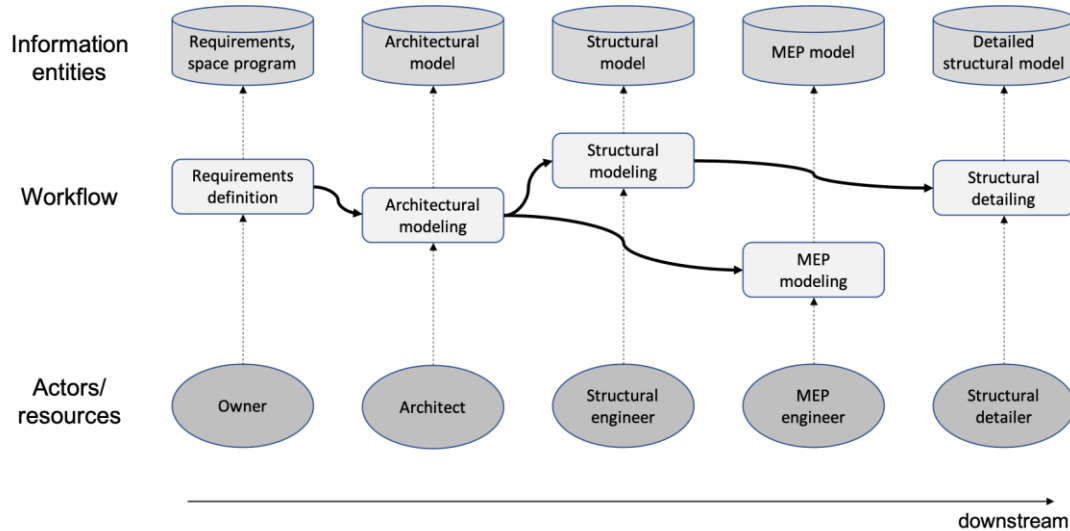 Information
entities
Requirements,
space program
Architectural
model
Structural
model
MEP model
Detailed
structural model
Workflow
Requirements
definition
Architectural
modeling
Structural
modeling
MEP
modeling
Structural
detailing
Actors/
resources
Owner
Architect
Structural
engineer
MEP
engineer
Structural
detailer
downstream